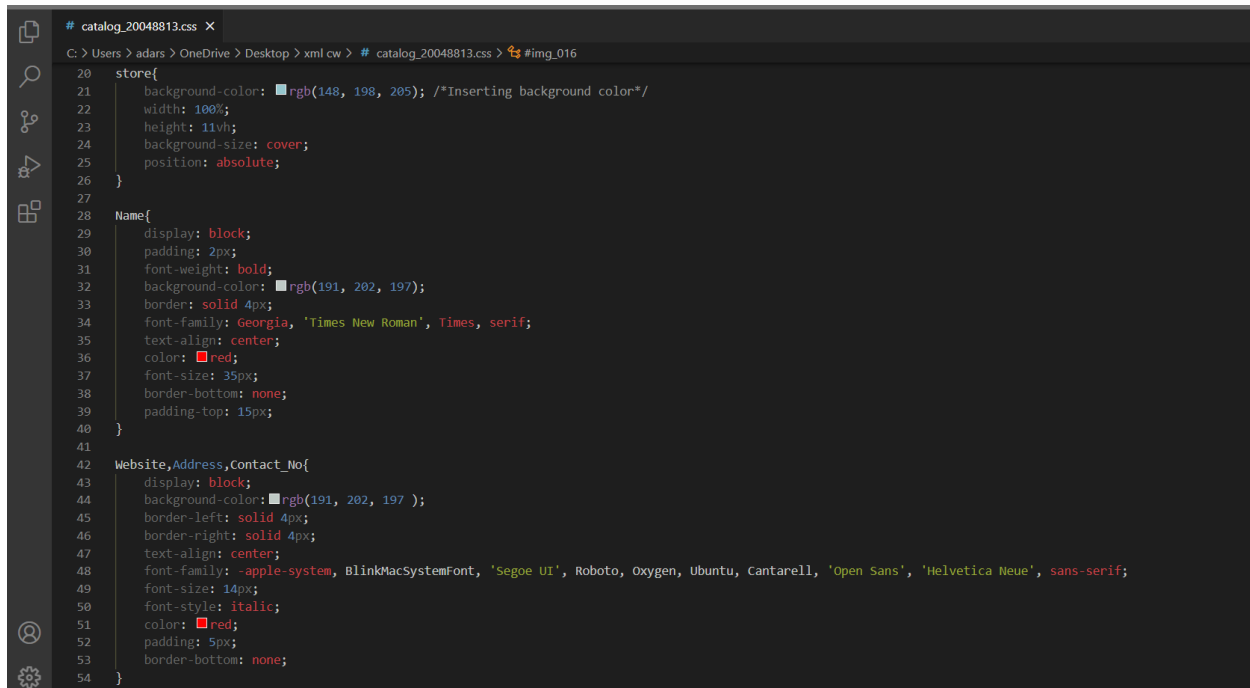 # catalog_20048813.css ×
C: > Users > adars > OneDrive > Desktop > xml cw > # catalog_20048813.css > #img_016
20 store{
21 background-color: rgb(148, 198, 205); /*Inserting background color*/
22 width: 100%;
23 height: 11vh;
24 background-size: cover;
25 position: absolute;
26 }
27
28 Name{
29 display: block;
30 padding: 2px;
31 font-weight: bold;
32 background-color: rgb(191, 202, 197);
33 border: solid 4px;
34 font-family: Georgia, 'Times New Roman', Times, serif;
35 text-align: center;
36 color: red;
37 font-size: 35px;
38 border-bottom: none;
39 padding-top: 15px;
40 }
41
42 Website,Address,Contact_No{
43 display: block;
44 background-color: rgb(191, 202, 197 );
45 border-left: solid 4px;
46 border-right: solid 4px;
47 text-align: center;
48 font-family: -apple-system, BlinkMacSystemFont, 'Segoe UI', Roboto, Oxygen, Ubuntu, Cantarell, 'Open Sans', 'Helvetica Neue', sans-serif;
49 font-size: 14px;
50 font-style: italic;
51 color: red;
52 padding: 5px;
53 border-bottom: none;
54 }